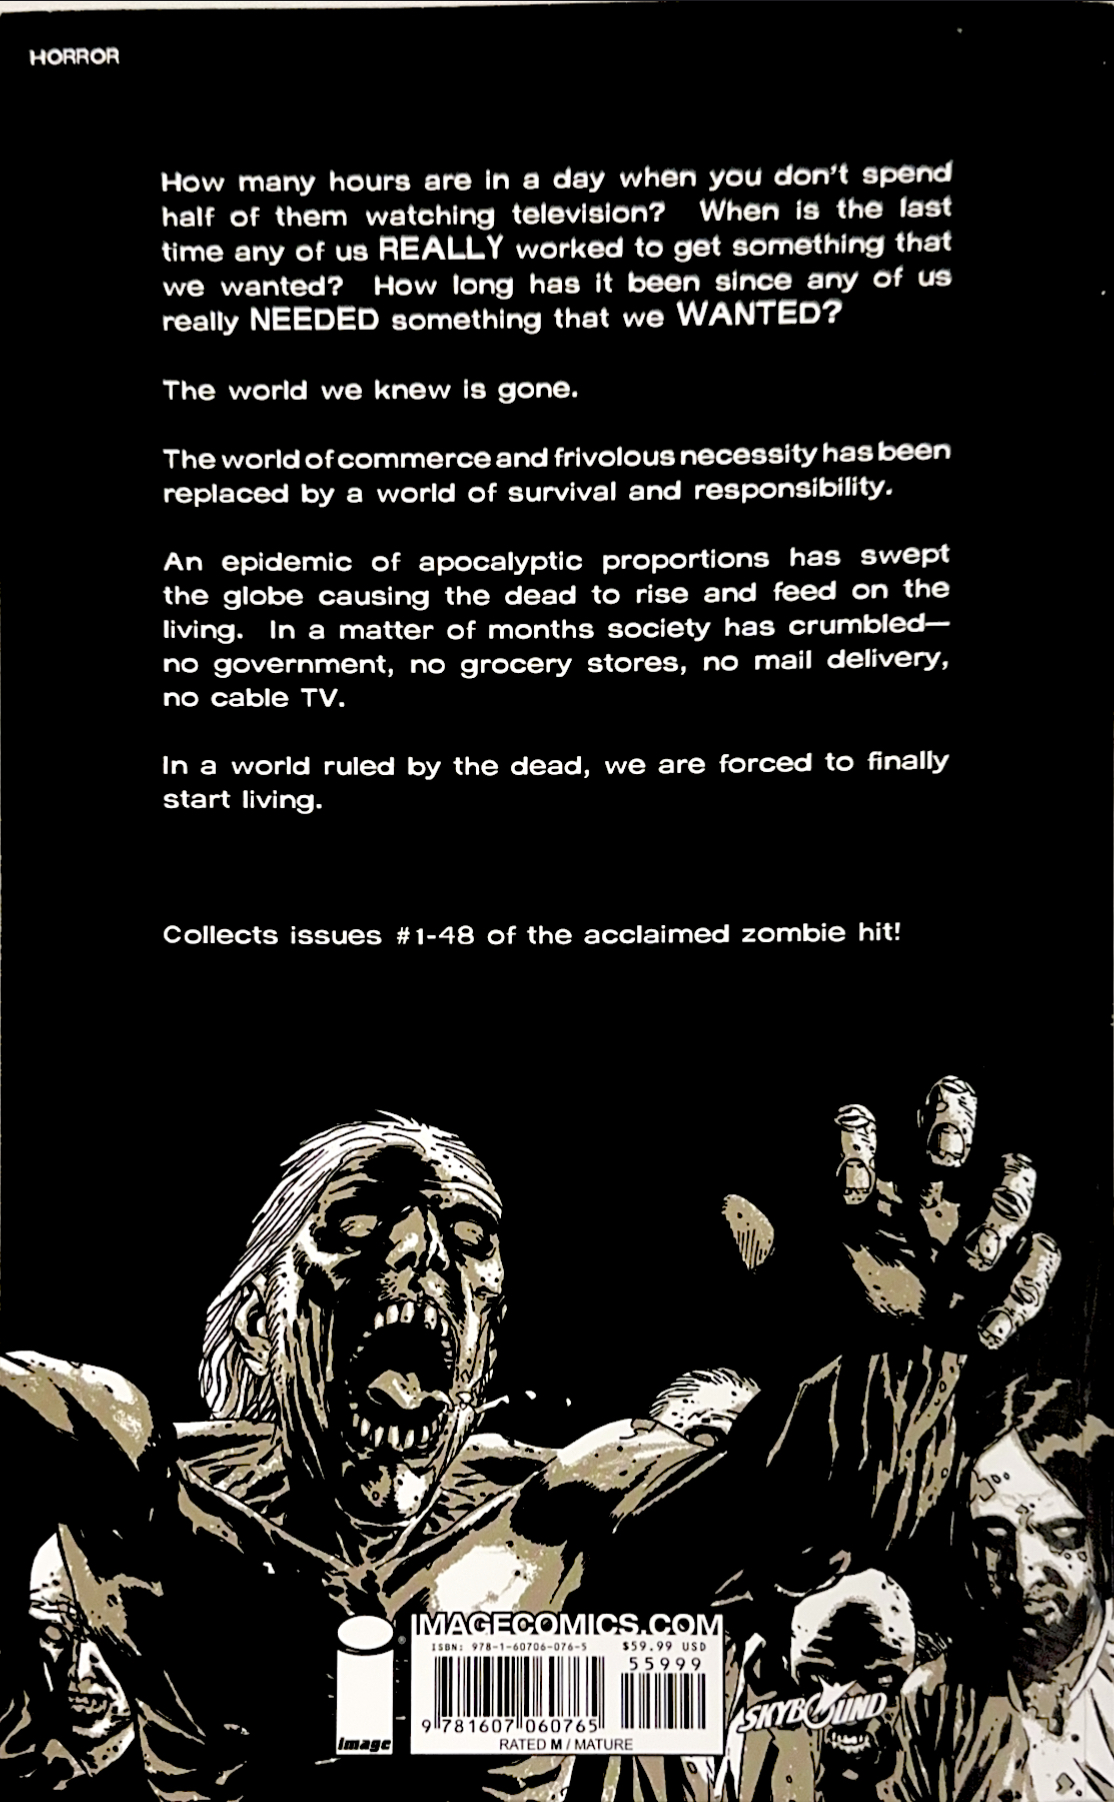 HORROR
How many hours are in a day when you don't spend
half of them watching television? When is the last
time any of us REALLY worked to get something that
we wanted? How long has it been since any of us
really NEEDED something that we WANTED?
The world we knew is gone.
The world of commerce and frivolous necessity has been
replaced by a world of survival and responsibility.
An epidemic of apocalyptic proportions has swept
the globe causing the dead to rise and feed on the
living. In a matter of months society has crumbled—
no government, no grocery stores, no mail delivery,
no cable TV.
In a world ruled by the dead, we are forced to finally
start living.
Collects issues #1-48 of the acclaimed zombie hit!
image
®
IMAGECOMICS.COM
ISBN: 978-1-60706-076-5 $59.99 USD
55999
9 781607 060765
RATED M / MATURE
SKYBOUND